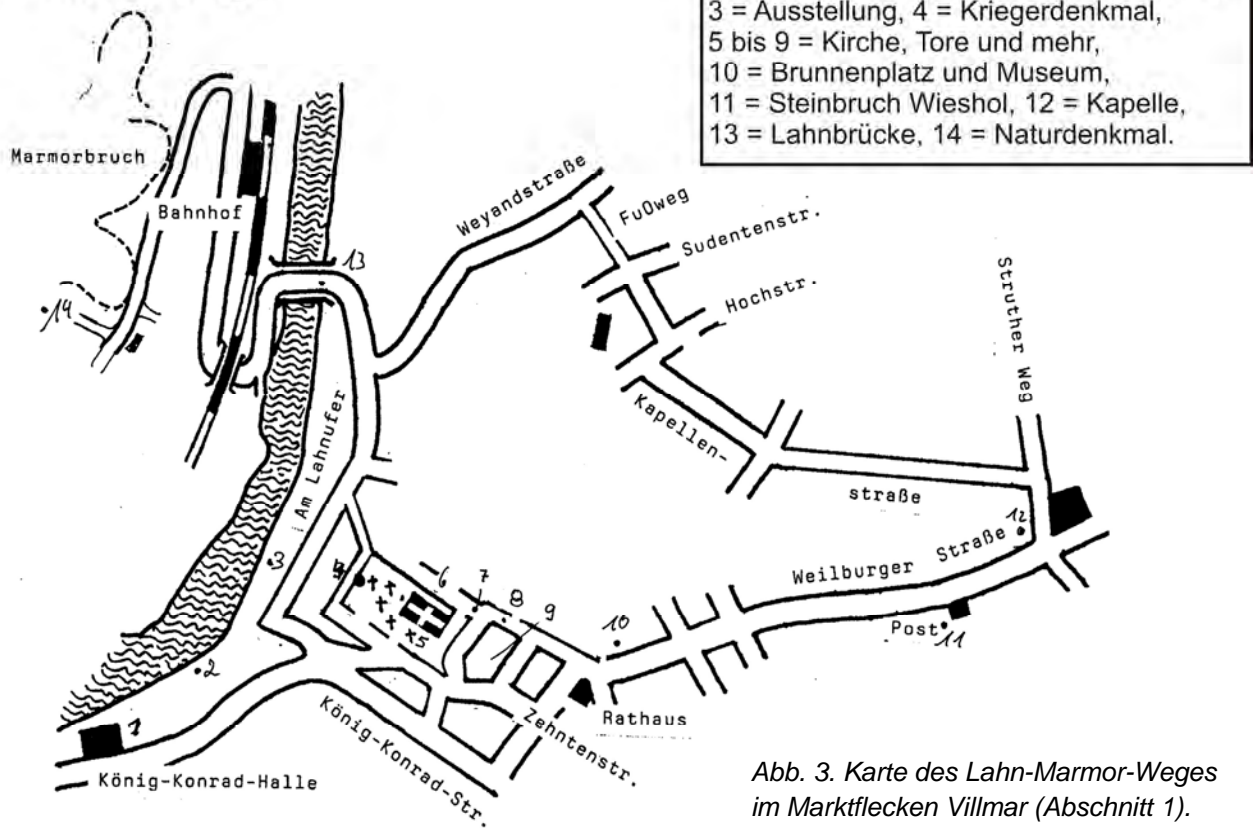 3 = Ausstellung, 4 = Kriegerdenkmal,
5 bis 9 = Kirche, Tore und mehr,
10 = Brunnenplatz und Museum,
11 = Steinbruch Wieshol, 12 = Kapelle,
13 = Lahnbrücke, 14 = Naturdenkmal.
Marmorbruch
Bahnhof
Weyandstraße
Fußweg
Sudentenstr.
Hochstr.
Struther Weg
13
14
Kapellen-
straße
Am Lahnufer
3
4
6
7
8
9
5
10
12
Weilburger Straße
Post
11
2
1
Rathaus
Zehntenstr.
König-Konrad-Str.
König-Konrad-Halle
Abb. 3. Karte des Lahn-Marmor-Weges
im Marktflecken Villmar (Abschnitt 1).